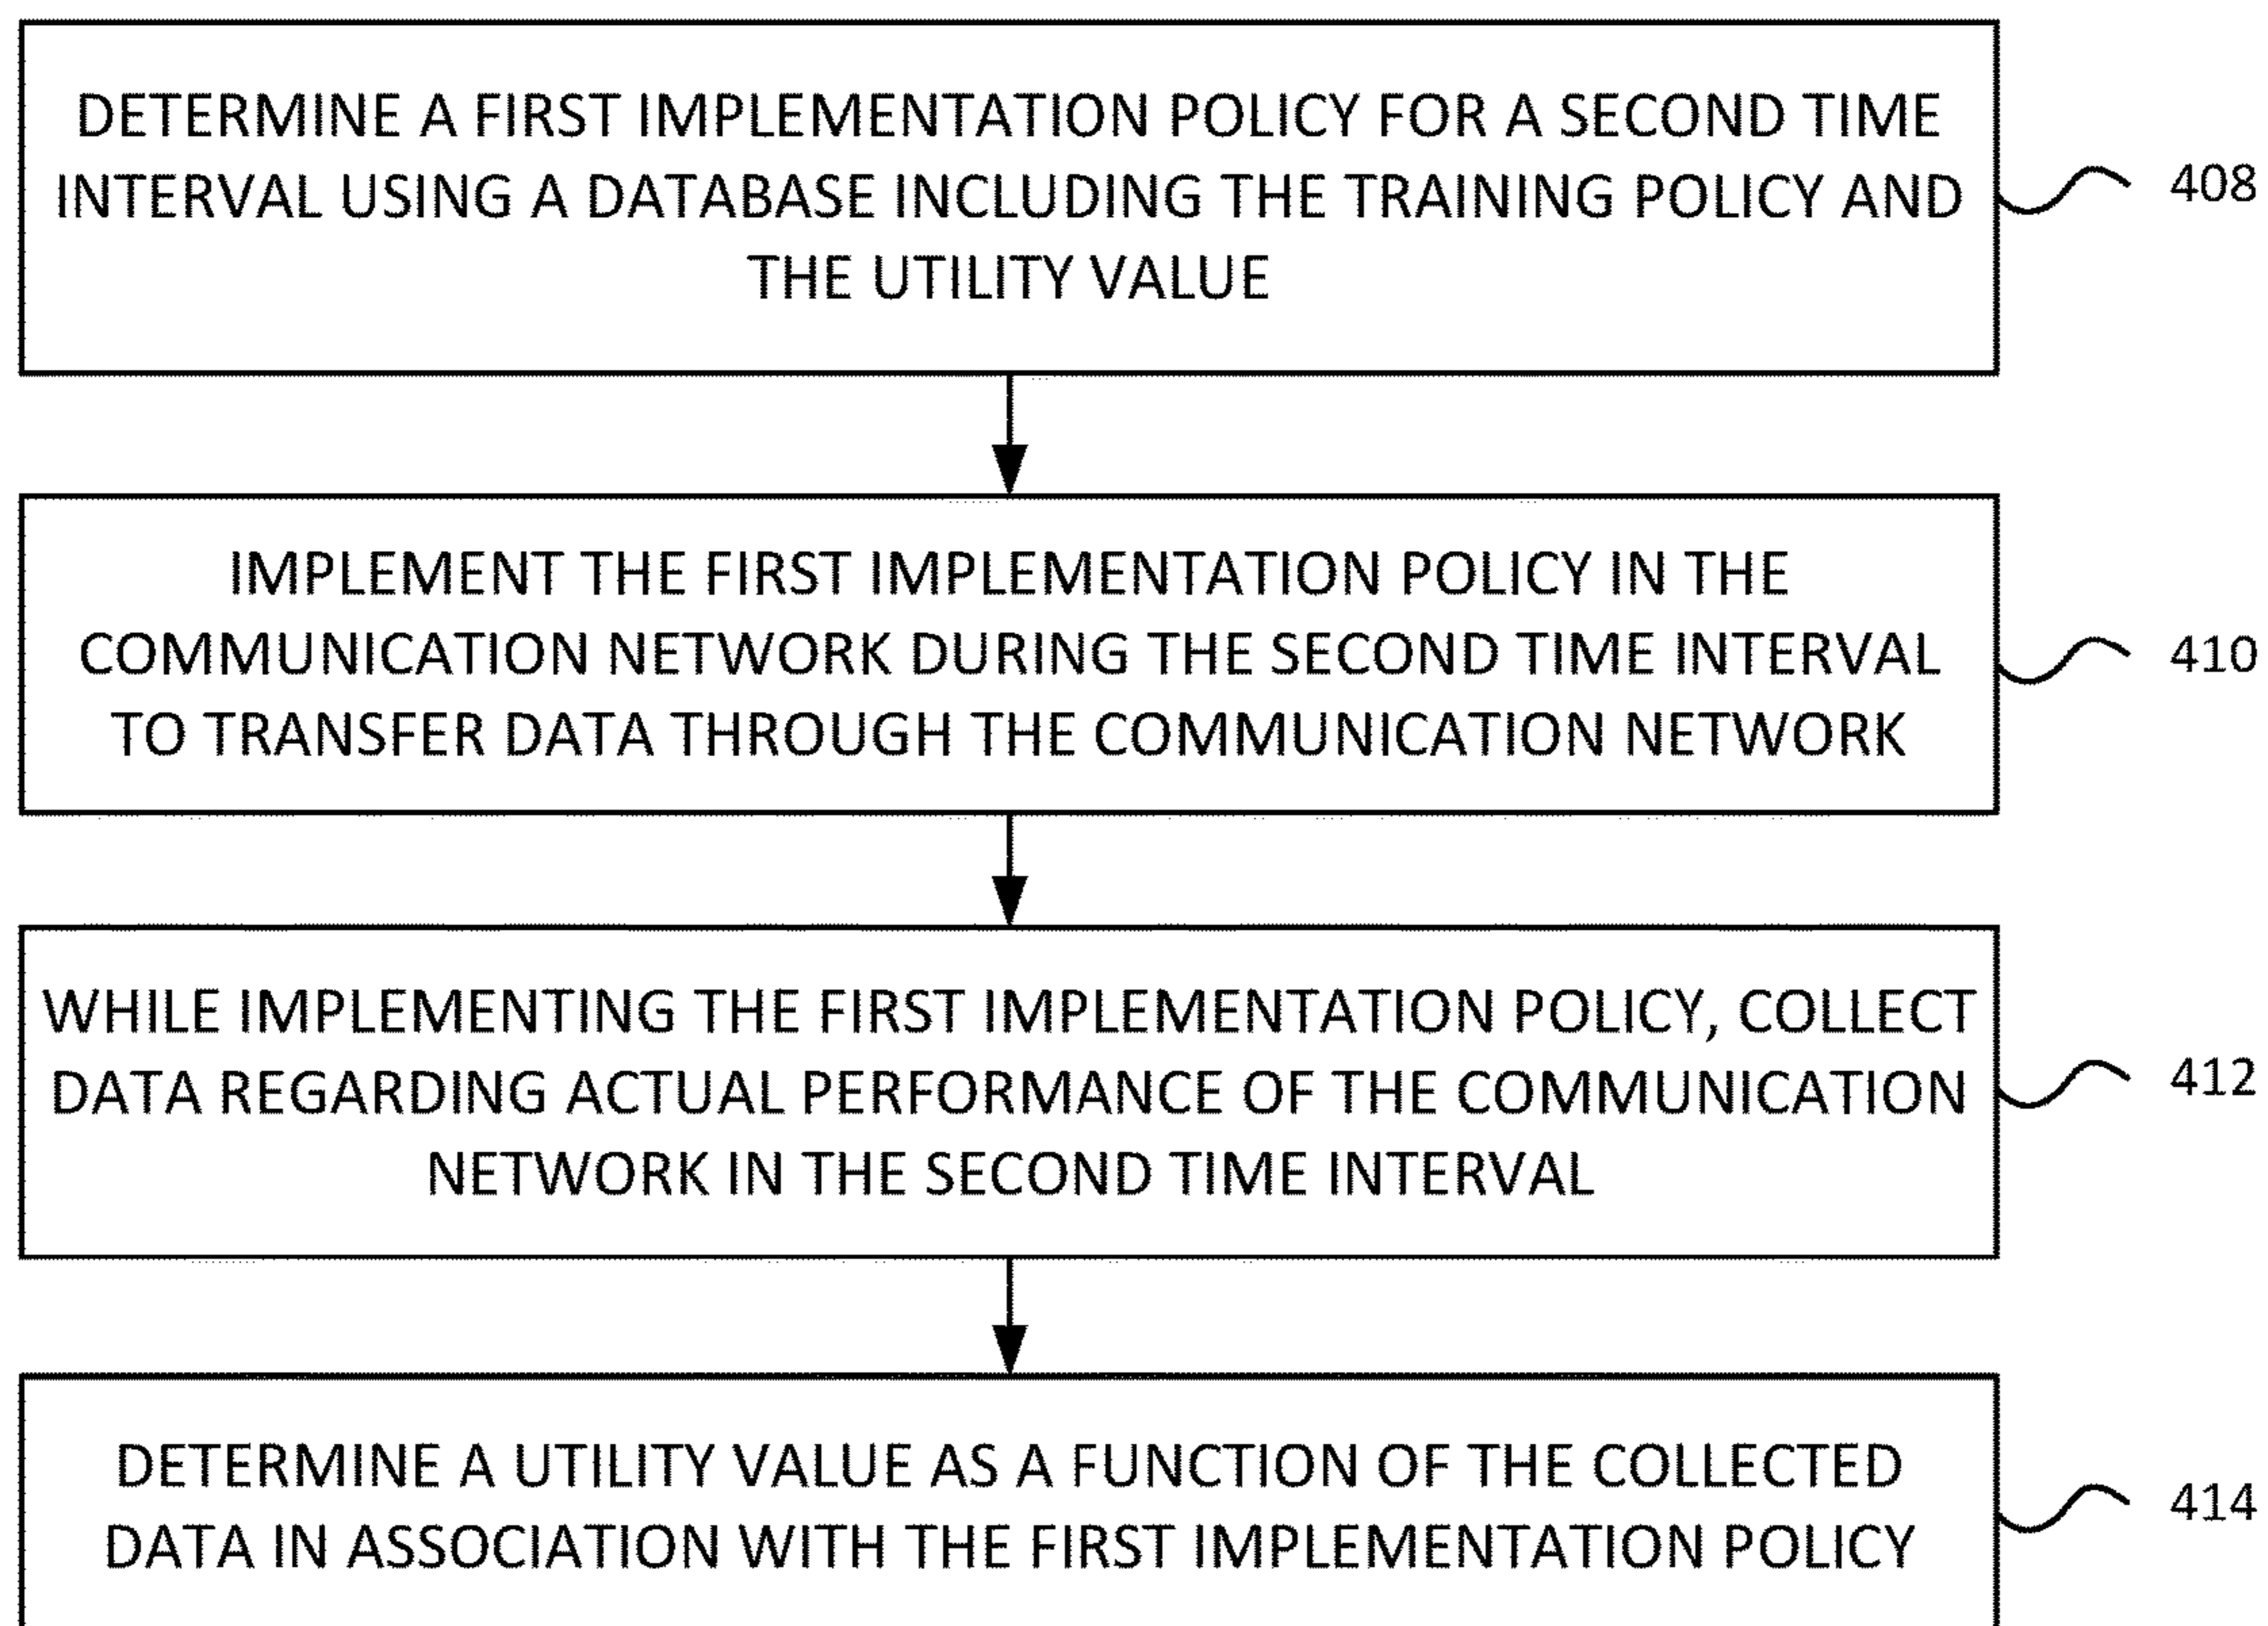 DETERMINE A FIRST IMPLEMENTATION POLICY FOR A SECOND TIME
INTERVAL USING A DATABASE INCLUDING THE TRAINING POLICY AND
THE UTILITY VALUE
408
IMPLEMENT THE FIRST IMPLEMENTATION POLICY IN THE
COMMUNICATION NETWORK DURING THE SECOND TIME INTERVAL
TO TRANSFER DATA THROUGH THE COMMUNICATION NETWORK
410
WHILE IMPLEMENTING THE FIRST IMPLEMENTATION POLICY, COLLECT
DATA REGARDING ACTUAL PERFORMANCE OF THE COMMUNICATION
NETWORK IN THE SECOND TIME INTERVAL
412
DETERMINE A UTILITY VALUE AS A FUNCTION OF THE COLLECTED
DATA IN ASSOCIATION WITH THE FIRST IMPLEMENTATION POLICY
414